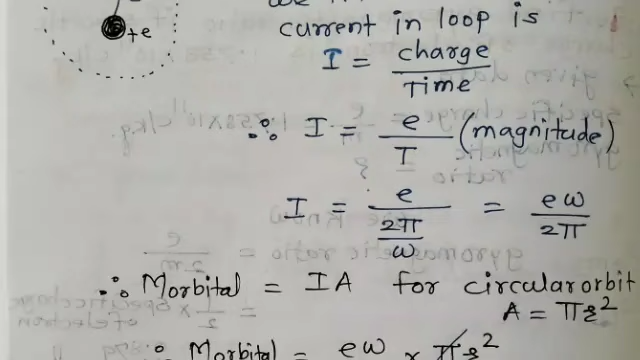 current in loop is
+e
I = charge / Time
∴ I = e / T (magnitude)
I = e / (2π / ω) = eω / 2π
∴ Morbital = IA for circular orbit
A = πr²
∴ Morbital = eω × πr²